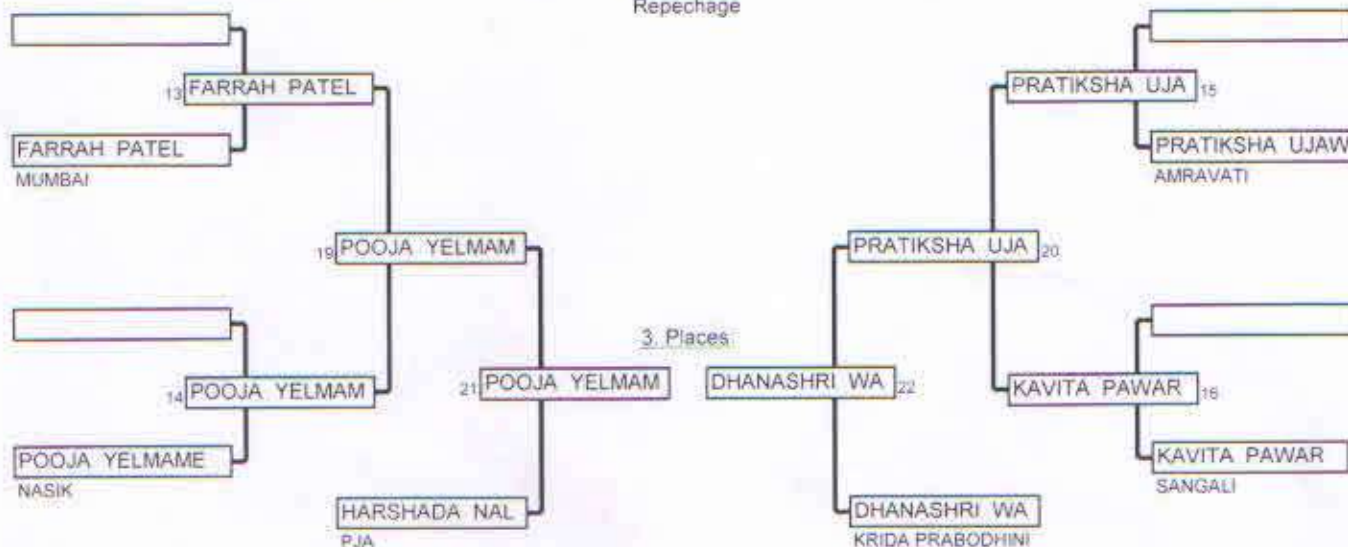 Repechage
13 FARRAH PATEL
PRATIKSHA UJA 15
FARRAH PATEL
MUMBAI
PRATIKSHA UJAW
AMRAVATI
19 POOJA YELMAM
PRATIKSHA UJA 20
3. Places
14 POOJA YELMAM
21 POOJA YELMAM
DHANASHRI WA 22
KAVITA PAWAR 16
POOJA YELMAME
NASIK
KAVITA PAWAR
SANGALI
HARSHADA NAL
PJA
DHANASHRI WA
KRIDA PRABODHINI